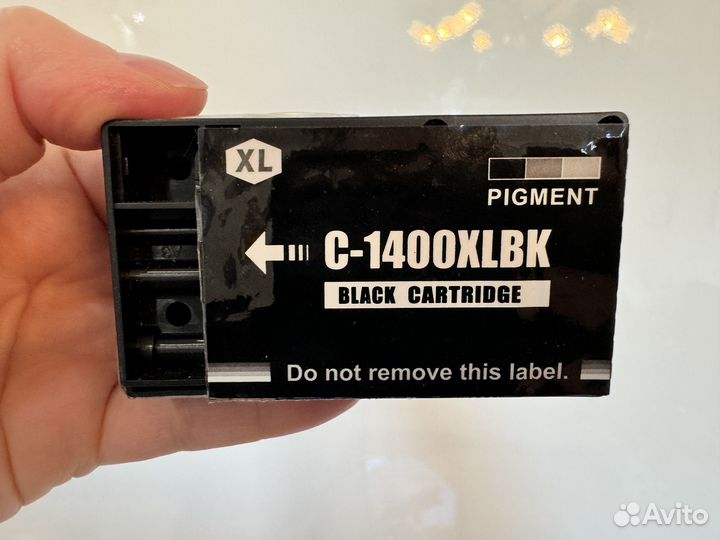 XL
PIGMENT
C-1400XLBK
BLACK CARTRIDGE
Do not remove this label.
Avito